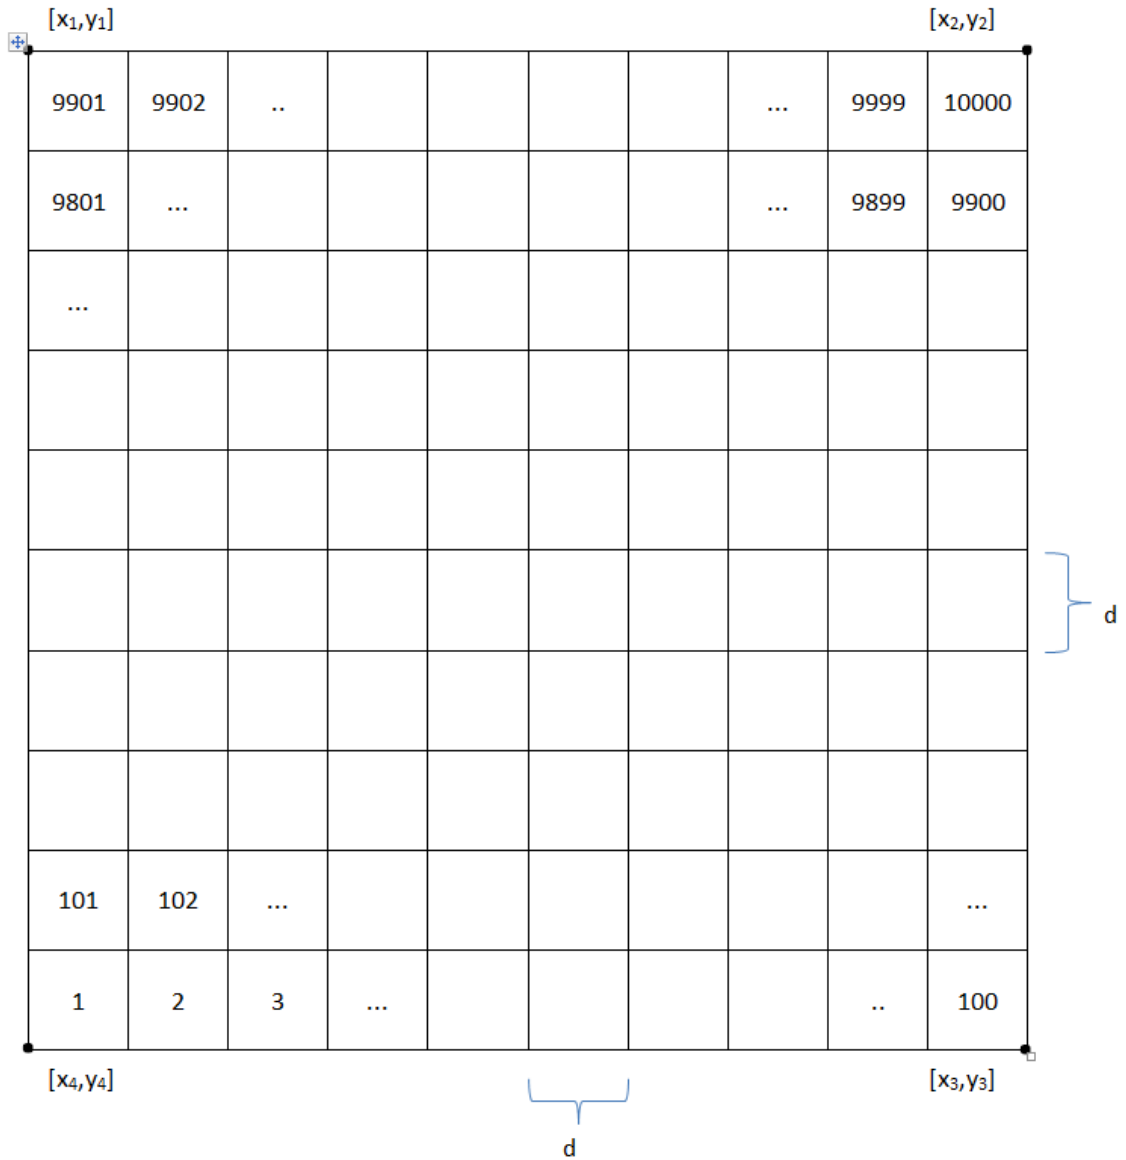 [x₁,y₁] [x₂,y₂]
9901 9902 .. ... 9999 10000
9801 ... ... 9899 9900
...
d
101 102 ... ...
1 2 3 ... .. 100
[x₄,y₄] [x₃,y₃]
d